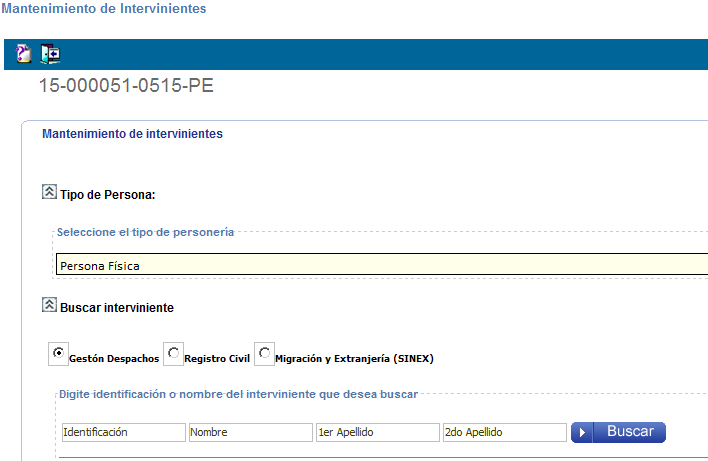 Mantenimiento de Intervinientes
15-000051-0515-PE
Mantenimiento de intervinientes
Tipo de Persona:
Seleccione el tipo de personería
Persona Física
Buscar interviniente
Gestón Despachos Registro Civil Migración y Extranjería (SINEX)
Digite identificación o nombre del interviniente que desea buscar
Identificación Nombre 1er Apellido 2do Apellido Buscar